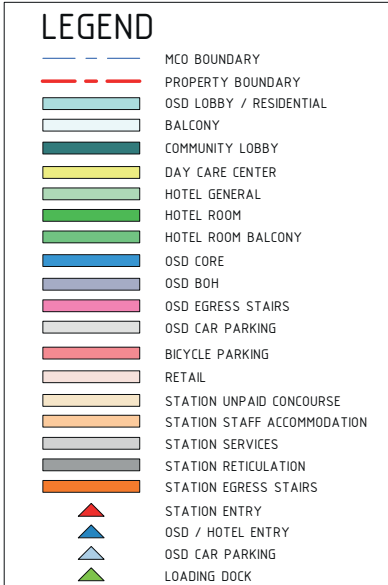 LEGEND
MCO BOUNDARY
PROPERTY BOUNDARY
OSD LOBBY / RESIDENTIAL
BALCONY
COMMUNITY LOBBY
DAY CARE CENTER
HOTEL GENERAL
HOTEL ROOM
HOTEL ROOM BALCONY
OSD CORE
OSD BOH
OSD EGRESS STAIRS
OSD CAR PARKING
BICYCLE PARKING
RETAIL
STATION UNPAID CONCOURSE
STATION STAFF ACCOMMODATION
STATION SERVICES
STATION RETICULATION
STATION EGRESS STAIRS
STATION ENTRY
OSD / HOTEL ENTRY
OSD CAR PARKING
LOADING DOCK